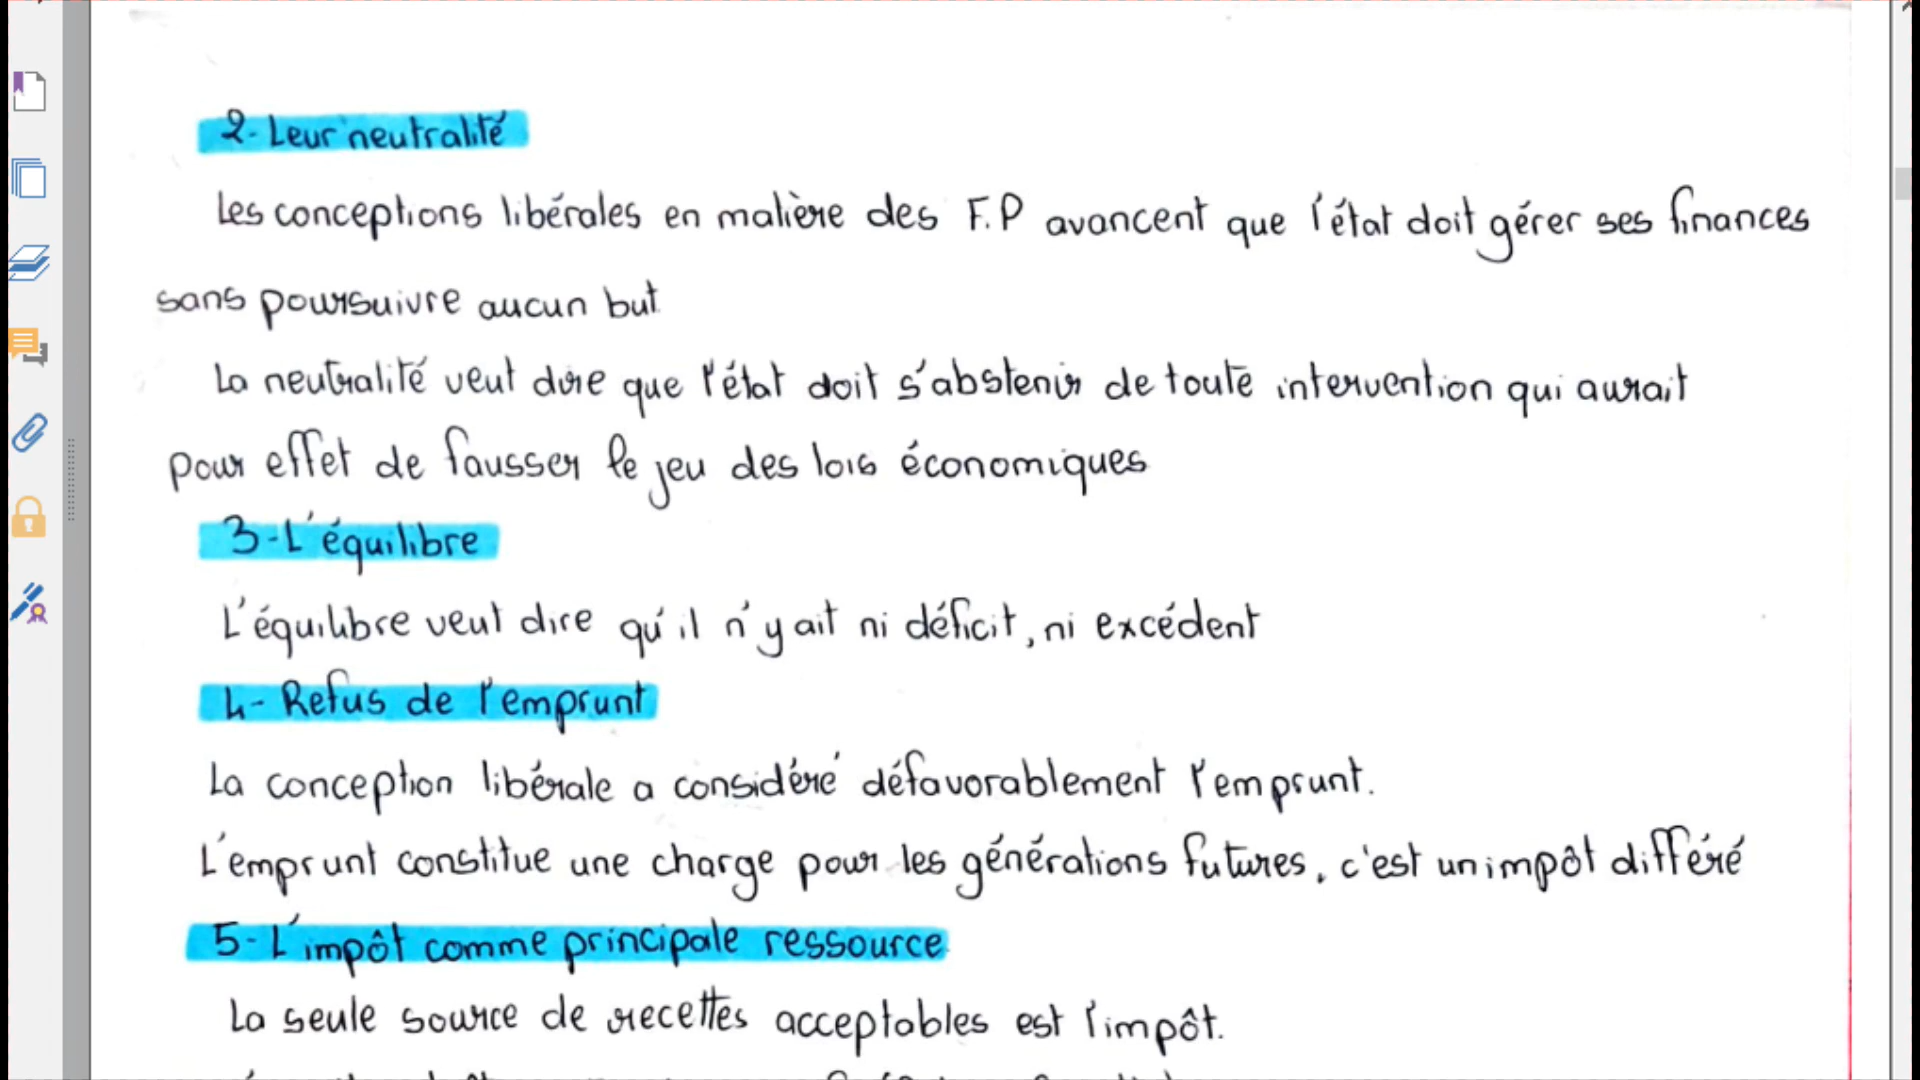 2- Leur neutralité
Les conceptions libérales en matière des F.P avancent que l'état doit gérer ses finances
sans poursuivre aucun but
La neutralité veut dire que l'état doit s'abstenir de toute intervention qui aurait
pour effet de fausser le jeu des lois économiques
3- L'équilibre
L'équilibre veut dire qu'il n'y ait ni déficit, ni excédent
4- Refus de l'emprunt
La conception libérale a considéré défavorablement l'emprunt.
L'emprunt constitue une charge pour les générations futures, c'est un impôt différé
5- L'impôt comme principale ressource
La seule source de recettes acceptables est l'impôt.